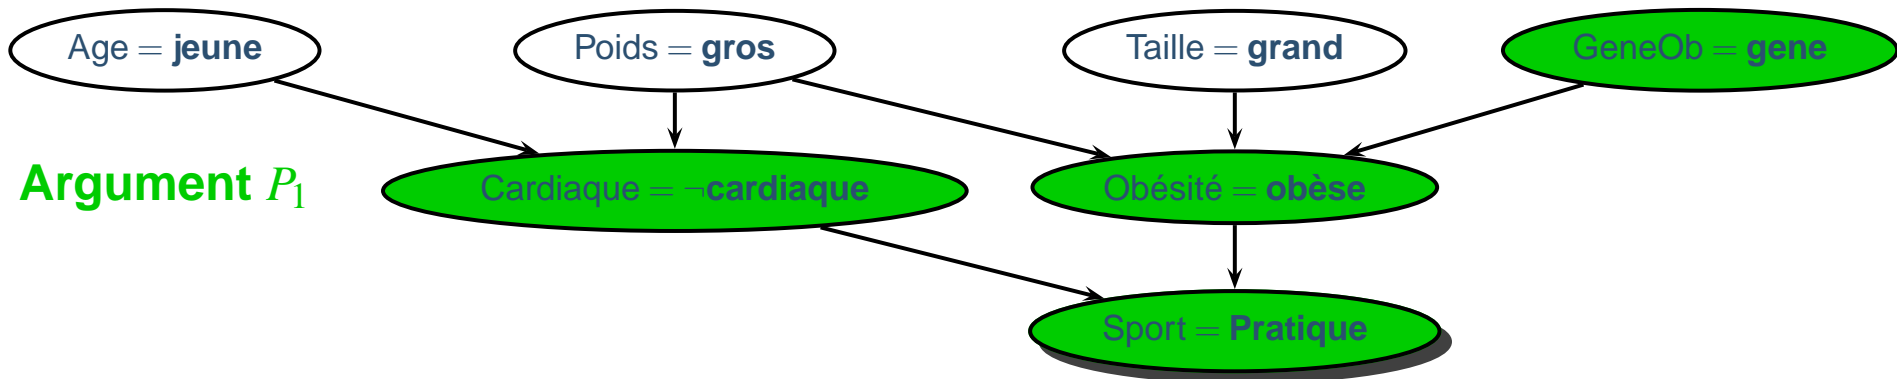 Age = jeune
Poids = gros
Taille = grand
GeneOb = gene
Argument P₁
Cardiaque = ¬cardiaque
Obésité = obèse
Sport = Pratique